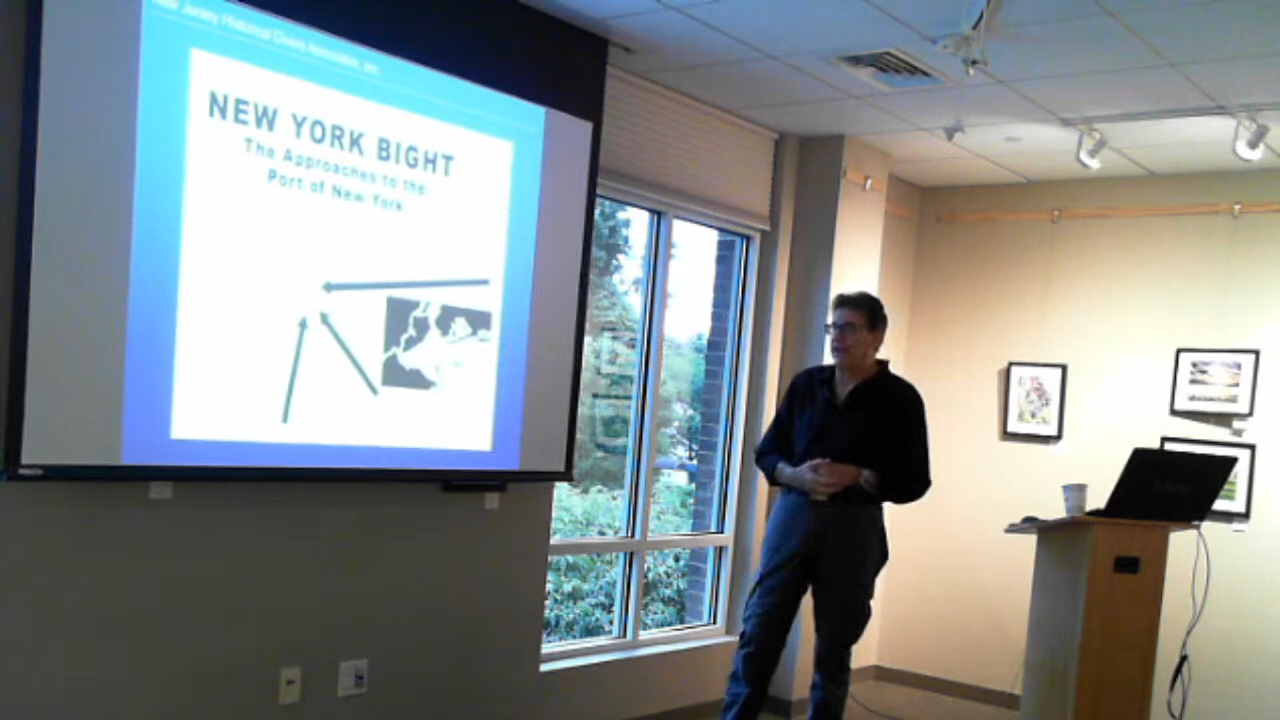 New Jersey Historical Divers Association, Inc.
NEW YORK BIGHT
The Approaches to the
Port of New York